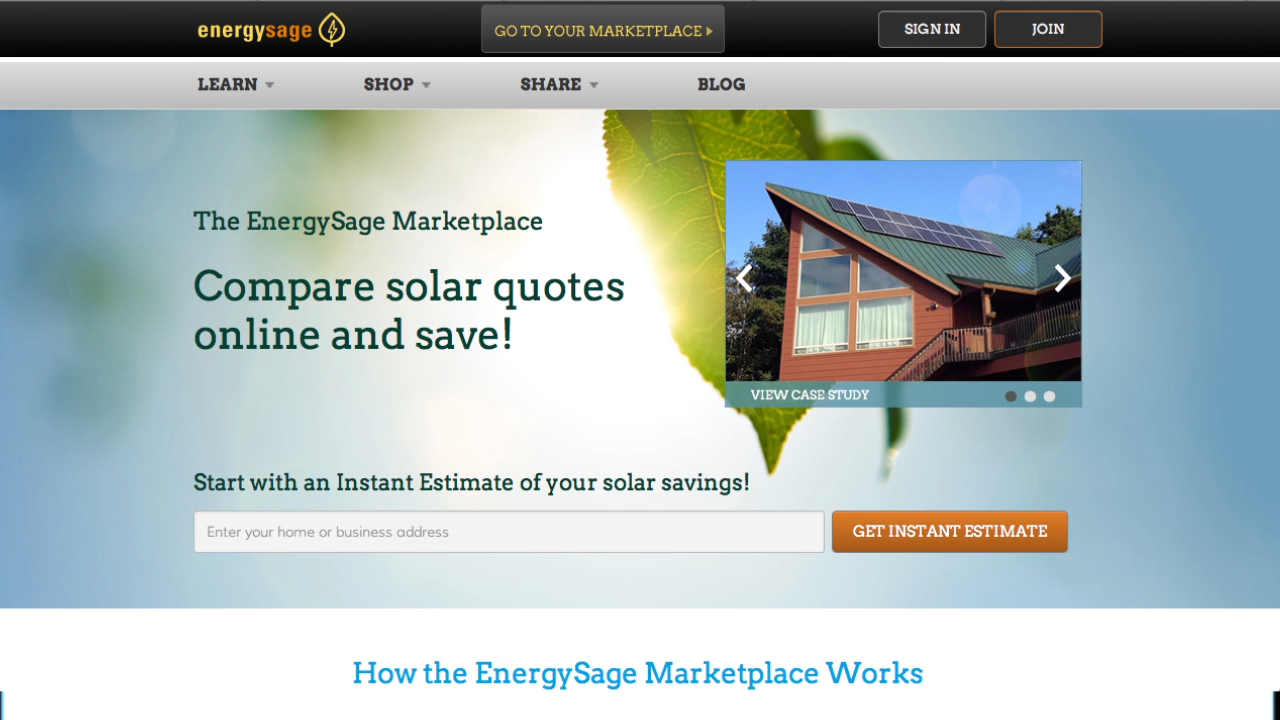 energysage
GO TO YOUR MARKETPLACE
SIGN IN
JOIN
LEARN
SHOP
SHARE
BLOG
The EnergySage Marketplace
Compare solar quotes
online and save!
VIEW CASE STUDY
Start with an Instant Estimate of your solar savings!
Enter your home or business address
GET INSTANT ESTIMATE
How the EnergySage Marketplace Works